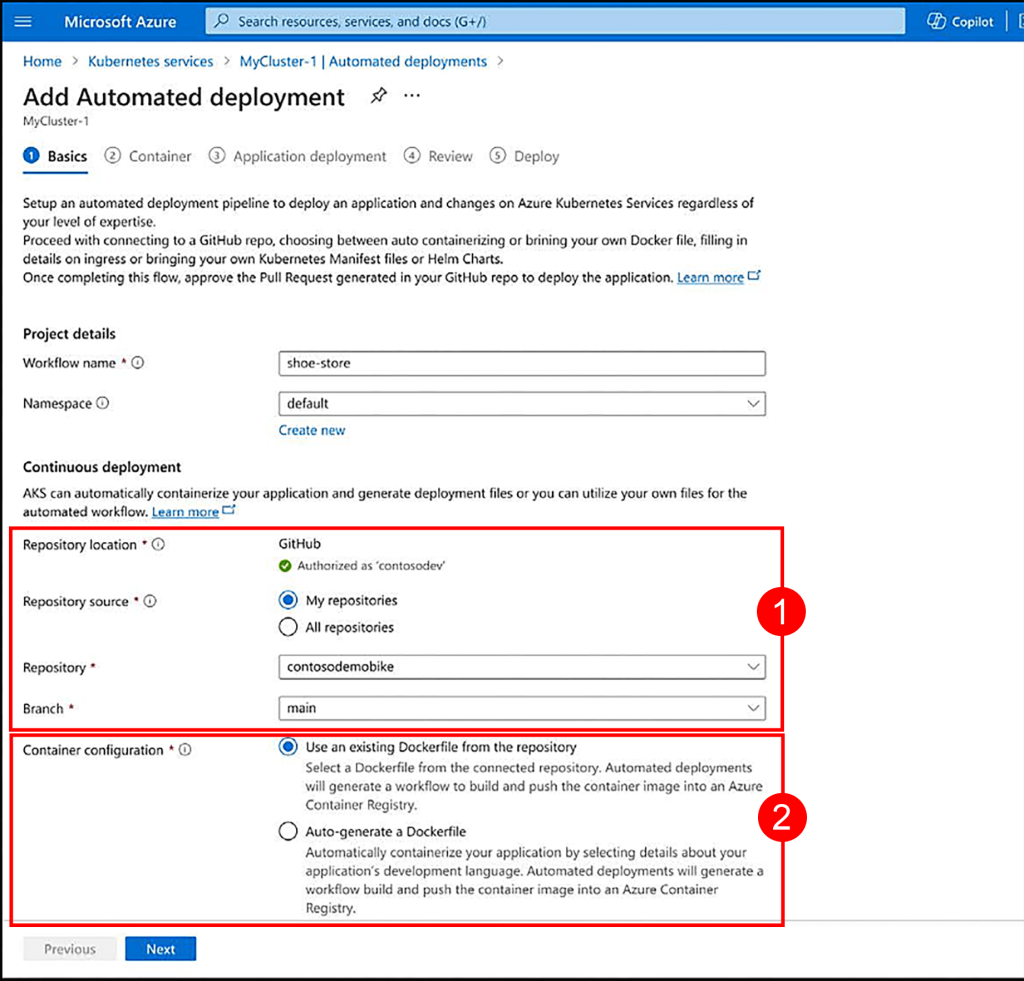 Microsoft Azure
Search resources, services, and docs (G+/)
Copilot
Home > Kubernetes services > MyCluster-1 | Automated deployments >
Add Automated deployment
MyCluster-1
1 Basics 2 Container 3 Application deployment 4 Review 5 Deploy
Setup an automated deployment pipeline to deploy an application and changes on Azure Kubernetes Services regardless of
your level of expertise.
Proceed with connecting to a GitHub repo, choosing between auto containerizing or brining your own Docker file, filling in
details on ingress or bringing your own Kubernetes Manifest files or Helm Charts.
Once completing this flow, approve the Pull Request generated in your GitHub repo to deploy the application. Learn more
Project details
Workflow name * shoe-store
Namespace default
Create new
Continuous deployment
AKS can automatically containerize your application and generate deployment files or you can utilize your own files for the
automated workflow. Learn more
Repository location * GitHub
Authorized as 'contosodev'
Repository source * My repositories
All repositories
1
Repository * contosodemobike
Branch * main
Container configuration * Use an existing Dockerfile from the repository
Select a Dockerfile from the connected repository. Automated deployments
will generate a workflow to build and push the container image into an Azure
Container Registry.
2
Auto-generate a Dockerfile
Automatically containerize your application by selecting details about your
application's development language. Automated deployments will generate a
workflow build and push the container image into an Azure Container
Registry.
Previous Next